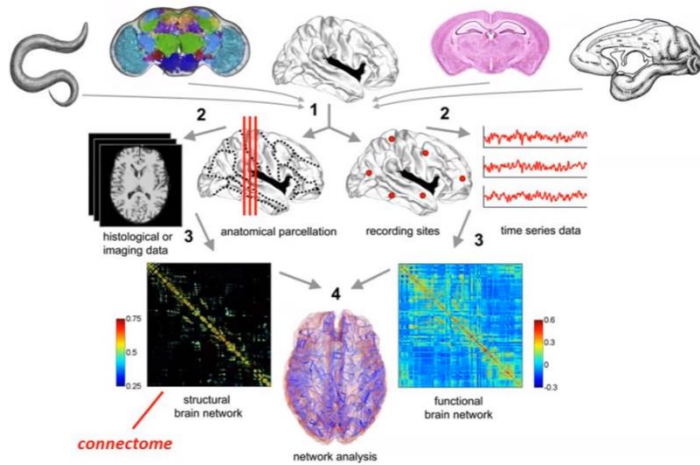 1
2
2
histological or
imaging data
3
anatomical parcellation
recording sites
3
time series data
4
0.75
0.5
0.25
0.6
0.3
0
-0.3
structural
brain network
functional
brain network
connectome
network analysis